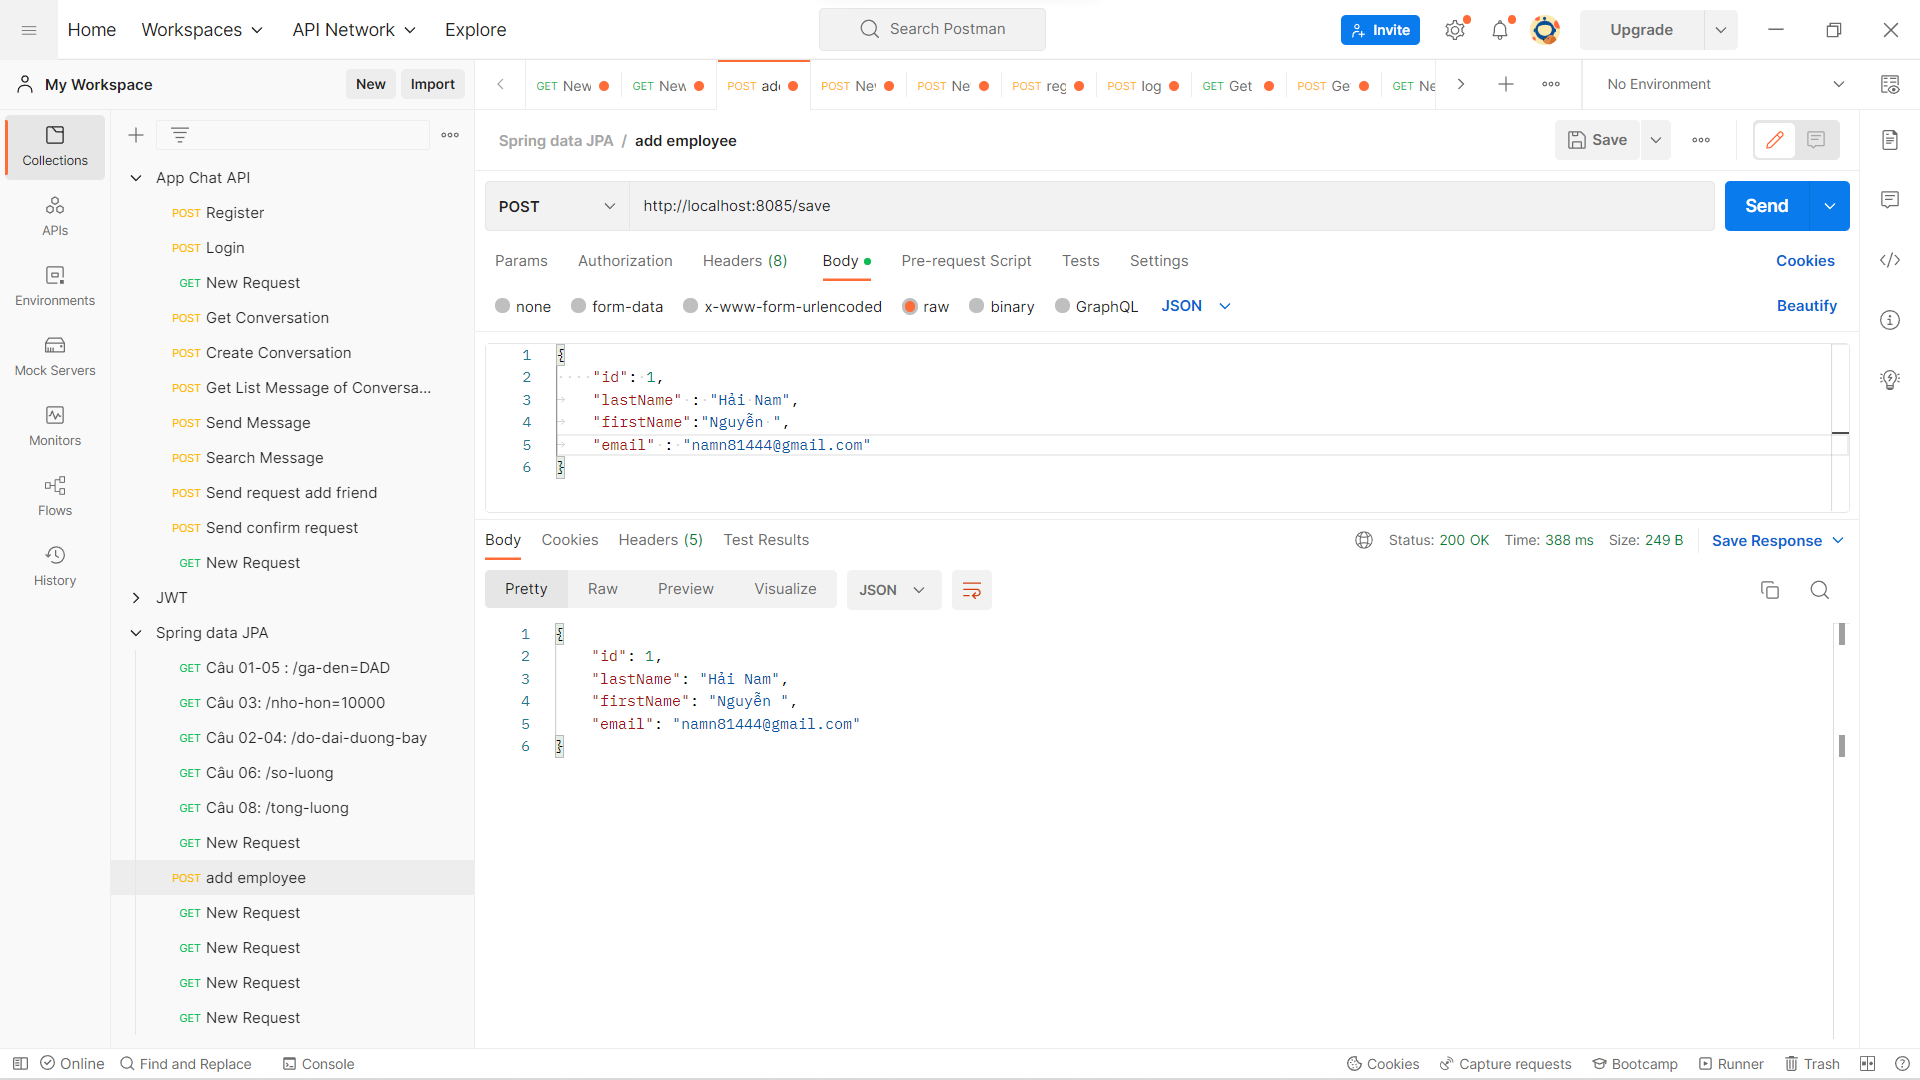 Home Workspaces API Network Explore Search Postman Invite Upgrade
My Workspace New Import
GET New GET New POST add POST Nev POST Ne POST reg POST log GET Get POST Ge GET Ne No Environment
Collections
APIs
Environments
Mock Servers
Monitors
Flows
History
App Chat API
POST Register
POST Login
GET New Request
POST Get Conversation
POST Create Conversation
POST Get List Message of Conversa...
POST Send Message
POST Search Message
POST Send request add friend
POST Send confirm request
GET New Request
JWT
Spring data JPA
GET Câu 01-05 : /ga-den=DAD
GET Câu 03: /nho-hon=10000
GET Câu 02-04: /do-dai-duong-bay
GET Câu 06: /so-luong
GET Câu 08: /tong-luong
GET New Request
POST add employee
GET New Request
GET New Request
GET New Request
GET New Request
Spring data JPA / add employee Save
POST http://localhost:8085/save Send
Params Authorization Headers (8) Body Pre-request Script Tests Settings Cookies
none form-data x-www-form-urlencoded raw binary GraphQL JSON Beautify
1 {
2 "id": 1,
3 "lastName" : "Hải Nam",
4 "firstName":"Nguyễn ",
5 "email" : "namn81444@gmail.com"
6 }
Body Cookies Headers (5) Test Results Status: 200 OK Time: 388 ms Size: 249 B Save Response
Pretty Raw Preview Visualize JSON
1 {
2 "id": 1,
3 "lastName": "Hải Nam",
4 "firstName": "Nguyễn ",
5 "email": "namn81444@gmail.com"
6 }
Online Find and Replace Console Cookies Capture requests Bootcamp Runner Trash